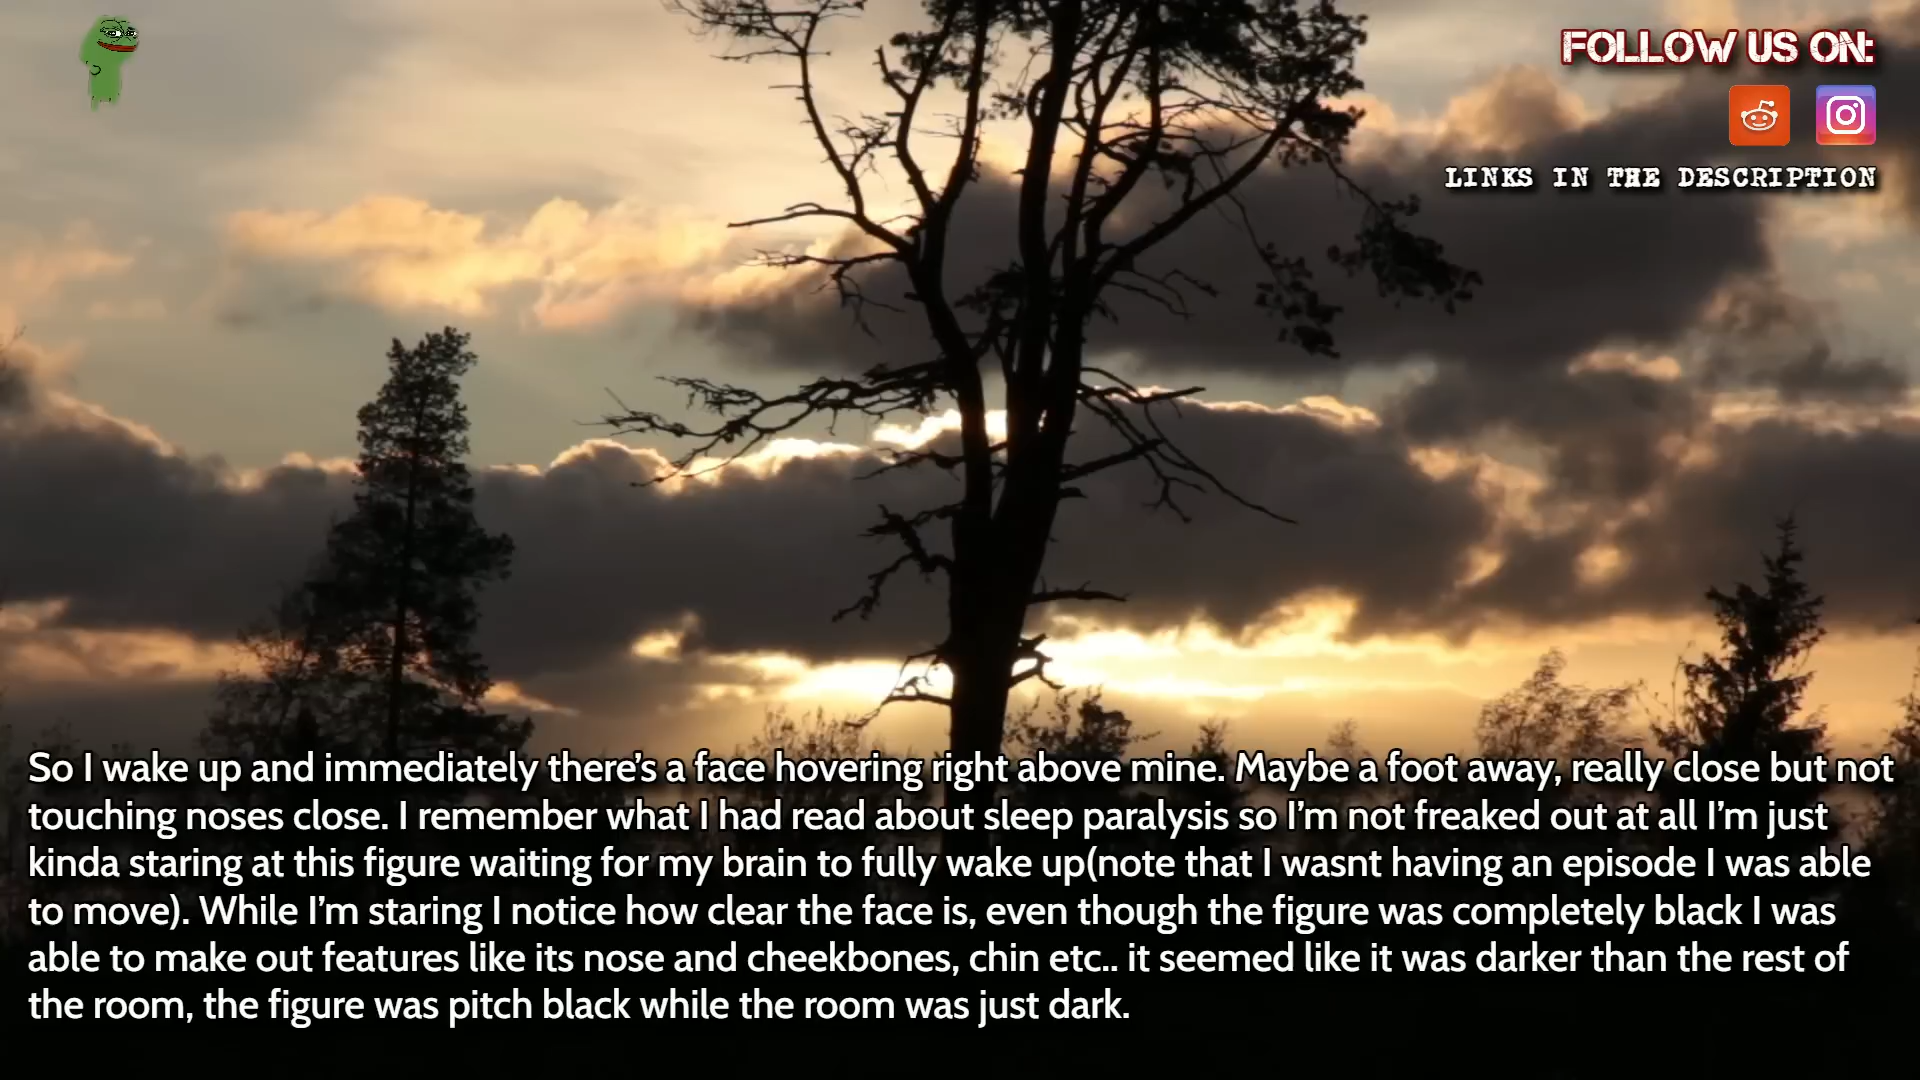 FOLLOW US ON:
LINKS IN THE DESCRIPTION
So I wake up and immediately there's a face hovering right above mine. Maybe a foot away, really close but not
touching noses close. I remember what I had read about sleep paralysis so I'm not freaked out at all I'm just
kinda staring at this figure waiting for my brain to fully wake up(note that I wasnt having an episode I was able
to move). While I'm staring I notice how clear the face is, even though the figure was completely black I was
able to make out features like its nose and cheekbones, chin etc.. it seemed like it was darker than the rest of
the room, the figure was pitch black while the room was just dark.